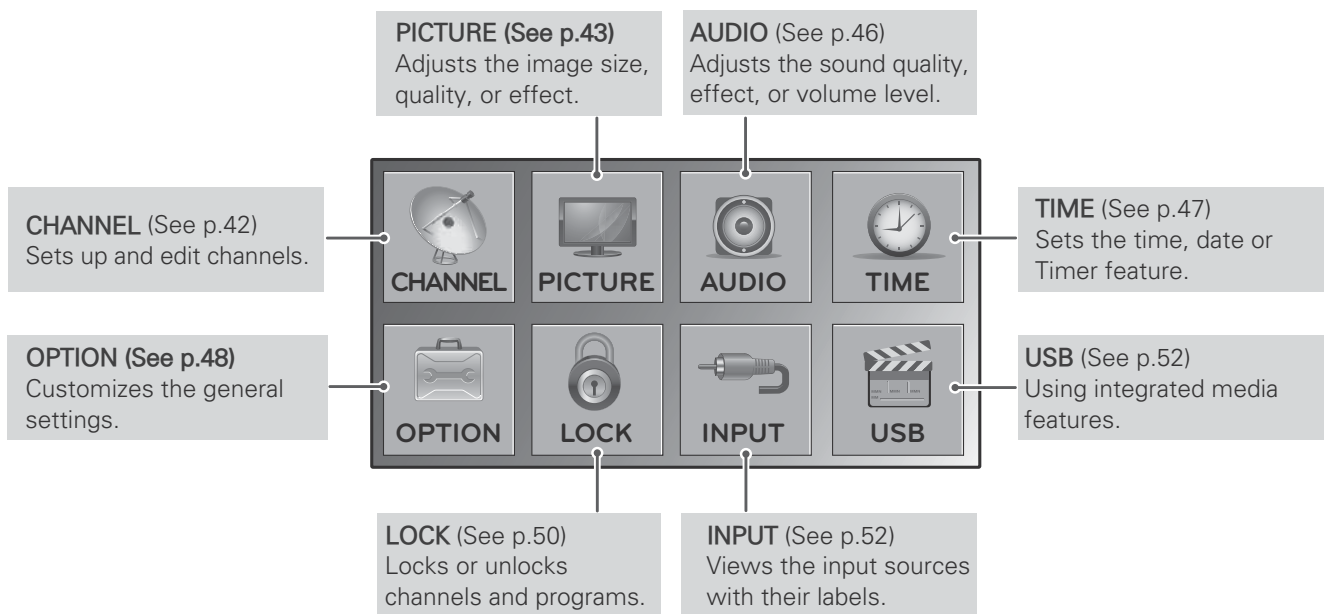 PICTURE (See p.43)
Adjusts the image size,
quality, or effect.
AUDIO (See p.46)
Adjusts the sound quality,
effect, or volume level.
CHANNEL (See p.42)
Sets up and edit channels.
CHANNEL
PICTURE
AUDIO
TIME
TIME (See p.47)
Sets the time, date or
Timer feature.
OPTION (See p.48)
Customizes the general
settings.
OPTION
LOCK
INPUT
USB
USB (See p.52)
Using integrated media
features.
LOCK (See p.50)
Locks or unlocks
channels and programs.
INPUT (See p.52)
Views the input sources
with their labels.